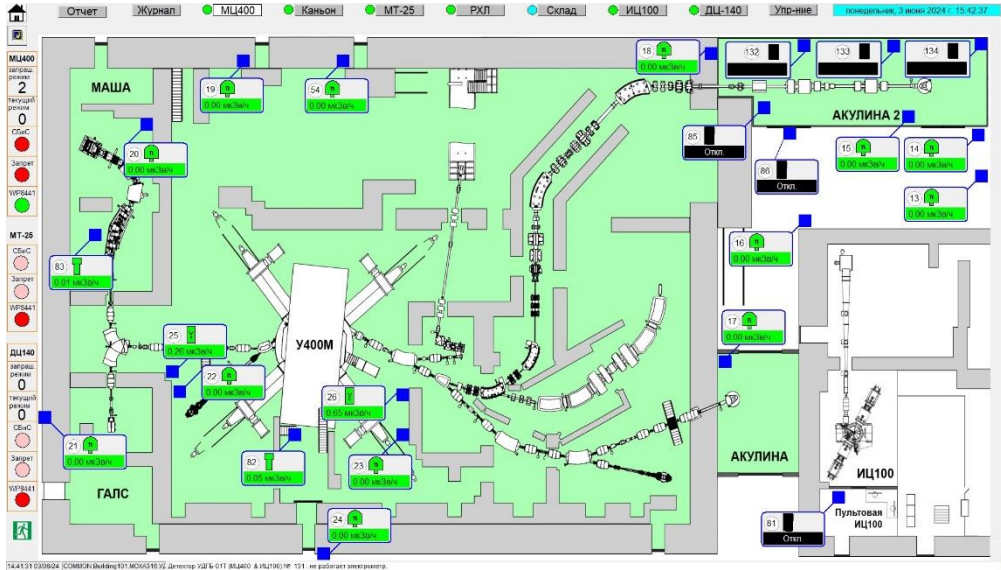 Отчет Журнал МЦ400 Каньон МТ-25 РХЛ Склад ИЦ100 ДЦ-140 Упр-ние понедельник, 3 июня 2024 г. 15:42:37
МЦ400
запраш.
режим
2
текущий
режим
0
СБиС
Запрет
WP8441
МТ-25
СБиС
Запрет
WP8441
ДЦ140
запраш.
режим
0
текущий
режим
0
СБиС
Запрет
WP8441
МАША
19 n
0.00 мкЗв/ч
54 n
0.00 мкЗв/ч
18 n
0.00 мкЗв/ч
132
133
134
АКУЛИНА 2
20 n
0.00 мкЗв/ч
85
Откл.
86
Откл.
15 n
0.00 мкЗв/ч
14 n
0.00 мкЗв/ч
13 n
0.00 мкЗв/ч
16 n
0.00 мкЗв/ч
83
0.01 мкЗв/ч
17 n
0.00 мкЗв/ч
25 γ
0.26 мкЗв/ч
У400М
22 n
0.00 мкЗв/ч
26 γ
0.65 мкЗв/ч
21 n
0.00 мкЗв/ч
82
0.05 мкЗв/ч
23 n
0.00 мкЗв/ч
АКУЛИНА
ИЦ100
ГАЛС
24 n
0.00 мкЗв/ч
81
Откл
Пультовая
ИЦ100
14:41:31 03/06/24 COMMON.Building101.MOXA316.УД Детектор УДГБ-01Т (МЦ400 & ИЦ100) № 131 . не работает электрометр.